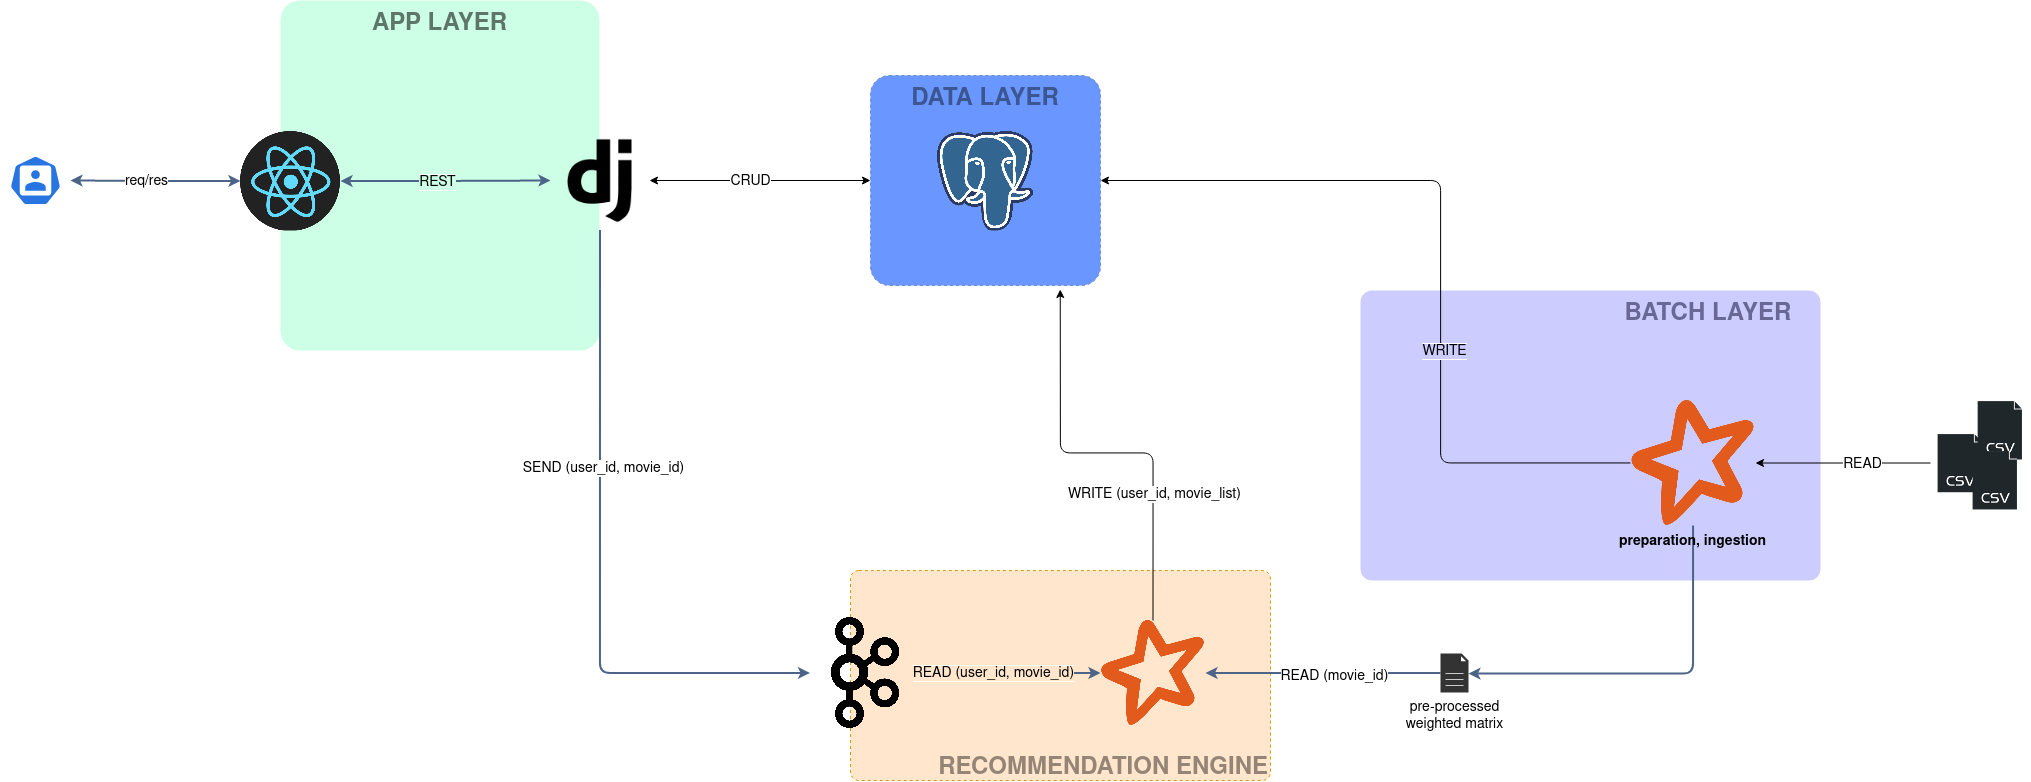 APP LAYER
DATA LAYER
req/res
REST
dj
CRUD
BATCH LAYER
WRITE
CSV
CSV
CSV
READ
preparation, ingestion
SEND (user_id, movie_id)
WRITE (user_id, movie_list)
READ (user_id, movie_id)
READ (movie_id)
pre-processed
weighted matrix
RECOMMENDATION ENGINE